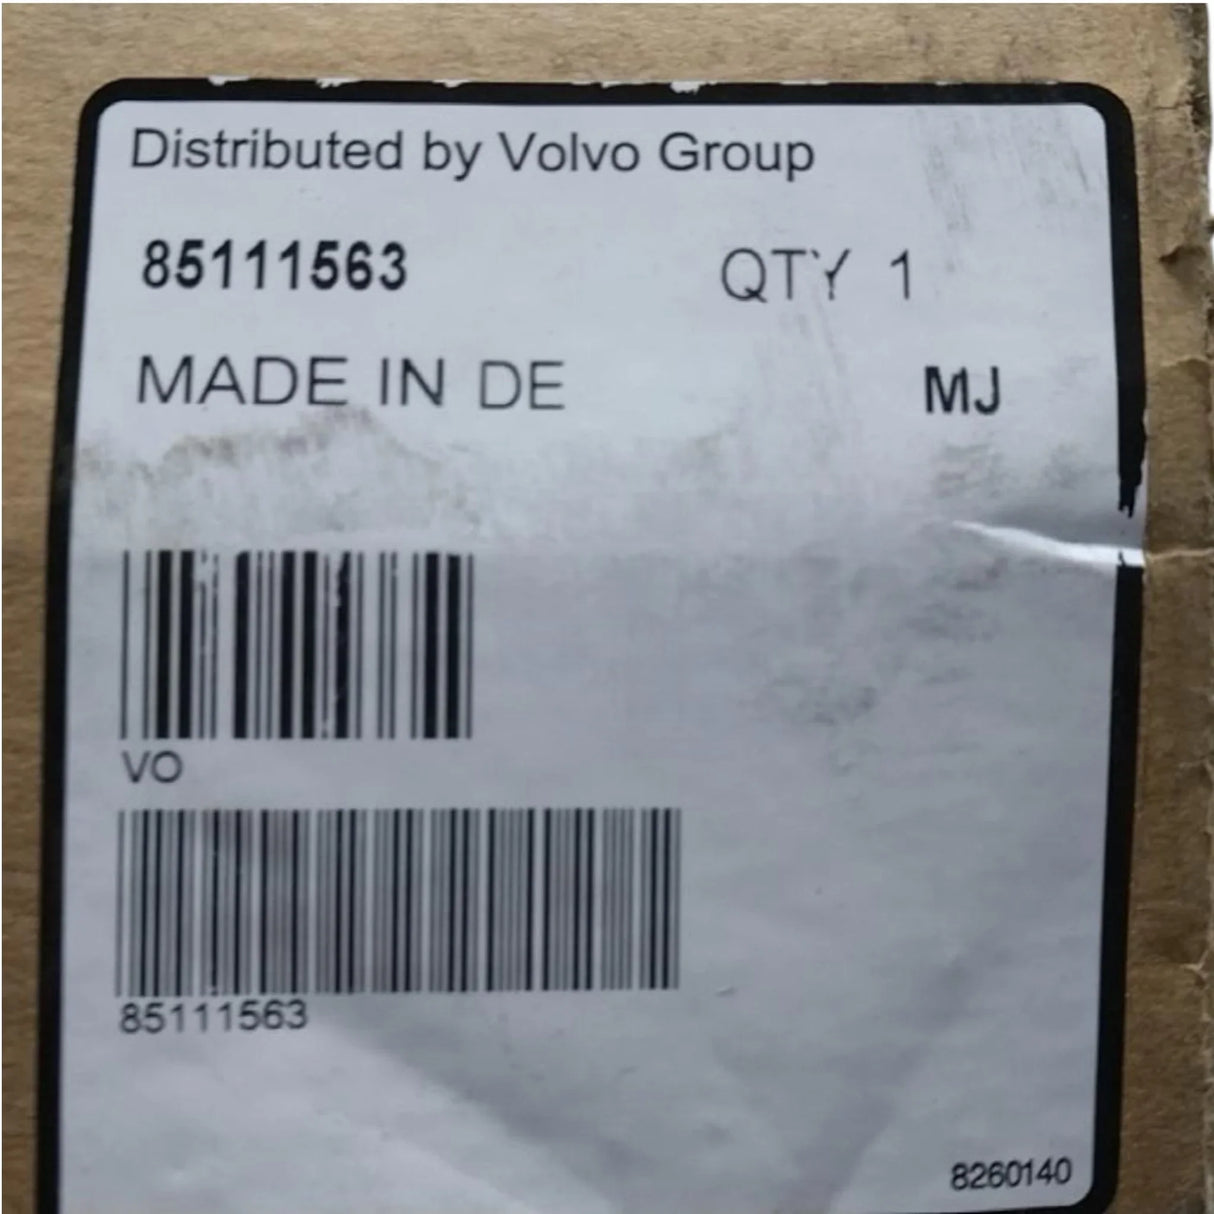 Distributed by Volvo Group
85111563 QTY 1
MADE IN DE MJ
VO
85111563
8260140